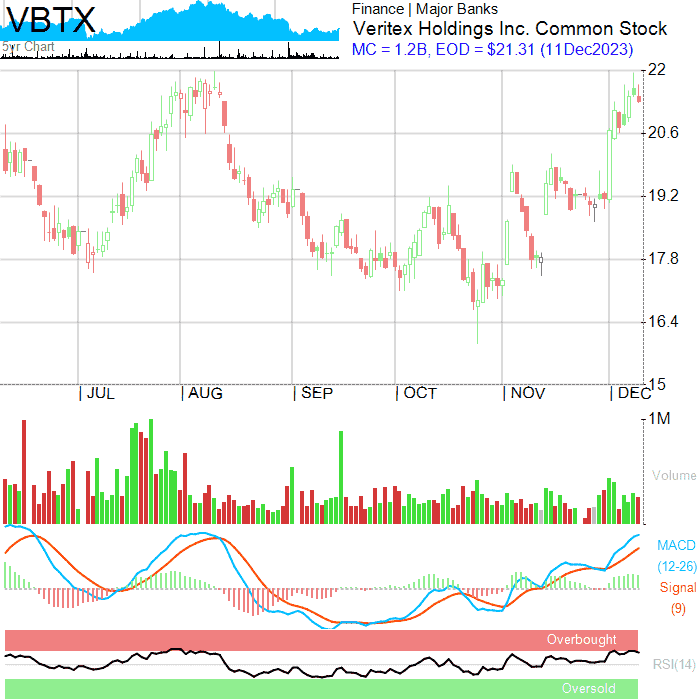 VBTX
5yr Chart
Finance | Major Banks
Veritex Holdings Inc. Common Stock
MC = 1.2B, EOD = $21.31 (11Dec2023)
22
20.6
19.2
17.8
16.4
15
| JUL | AUG | SEP | OCT | NOV | DEC
1M
Volume
MACD
(12-26)
Signal
(9)
Overbought
RSI(14)
Oversold